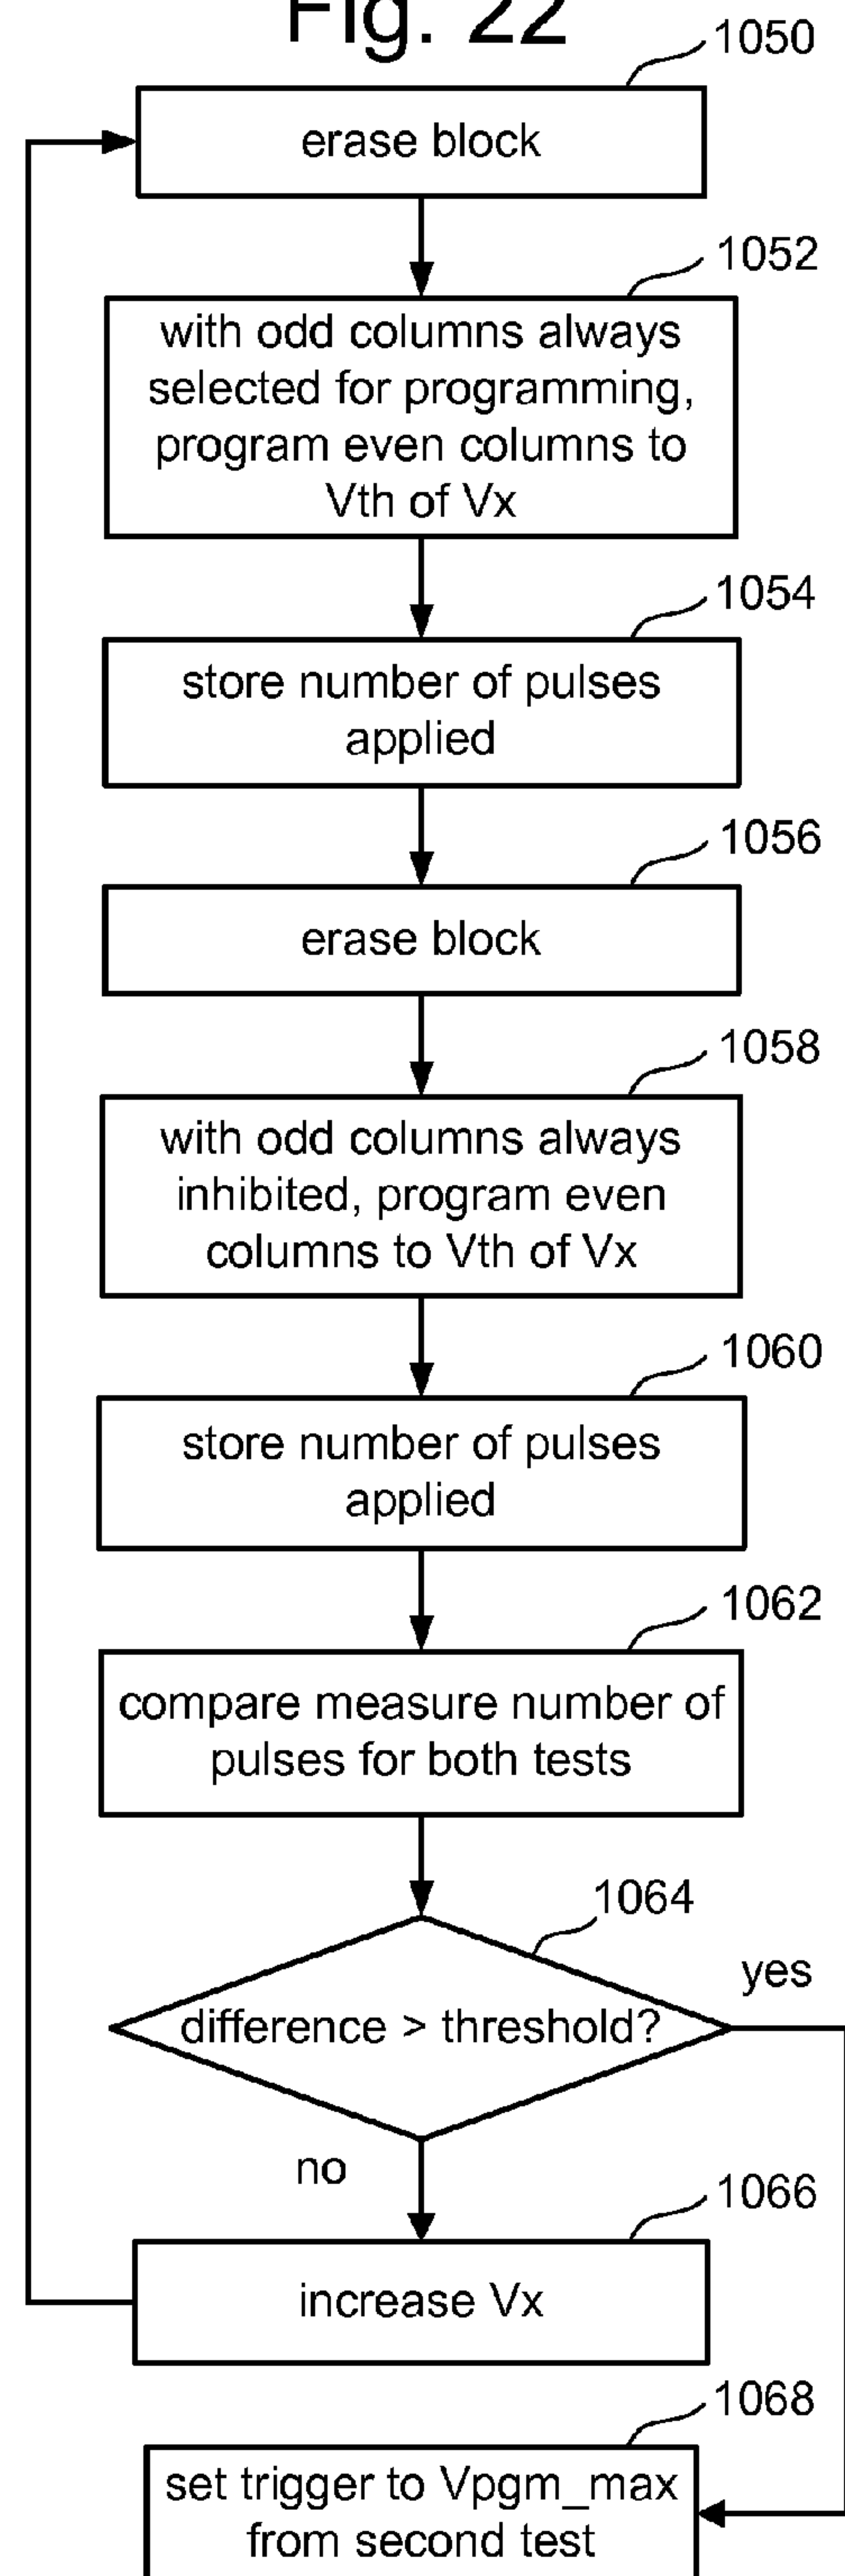 Fig. 22
1050
erase block
1052
with odd columns always
selected for programming,
program even columns to
Vth of Vx
1054
store number of pulses
applied
1056
erase block
1058
with odd columns always
inhibited, program even
columns to Vth of Vx
1060
store number of pulses
applied
1062
compare measure number of
pulses for both tests
1064
difference > threshold?
yes
no
1066
increase Vx
1068
set trigger to Vpgm_max
from second test